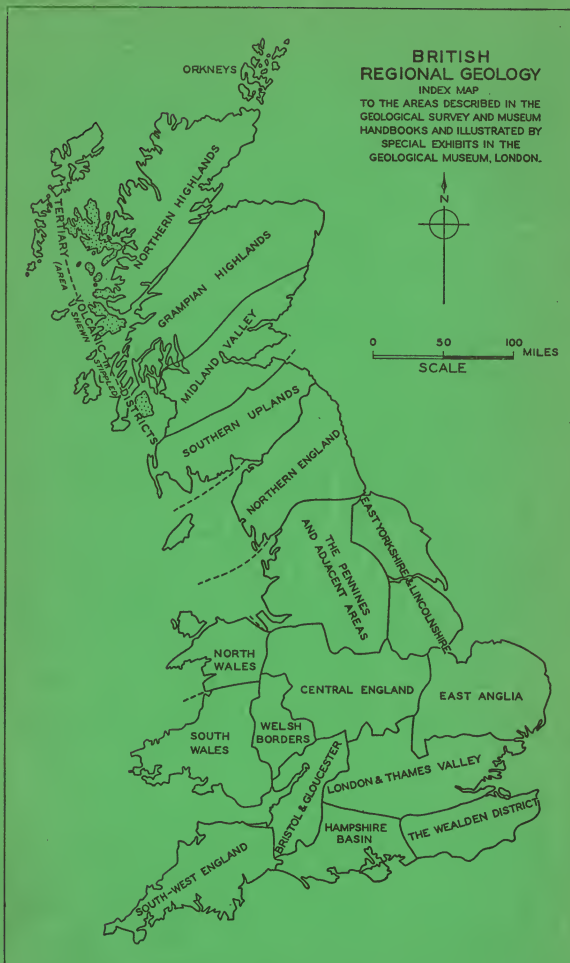 BRITISH
REGIONAL GEOLOGY
INDEX MAP
TO THE AREAS DESCRIBED IN THE
GEOLOGICAL SURVEY AND MUSEUM
HANDBOOKS AND ILLUSTRATED BY
SPECIAL EXHIBITS IN THE
GEOLOGICAL MUSEUM, LONDON.
N
0 50 100 MILES
SCALE
ORKNEYS
NORTHERN HIGHLANDS
TERTIARY VOLCANIC DISTRICTS
(AREA SHEWN STIPPLED)
GRAMPIAN HIGHLANDS
MIDLAND VALLEY
SOUTHERN UPLANDS
NORTHERN ENGLAND
THE PENNINES
AND ADJACENT AREAS
EAST YORKSHIRE & LINCOLNSHIRE
NORTH
WALES
CENTRAL ENGLAND
EAST ANGLIA
SOUTH
WALES
WELSH
BORDERS
BRISTOL & GLOUCESTER
LONDON & THAMES VALLEY
HAMPSHIRE
BASIN
THE WEALDEN DISTRICT
SOUTH-WEST ENGLAND